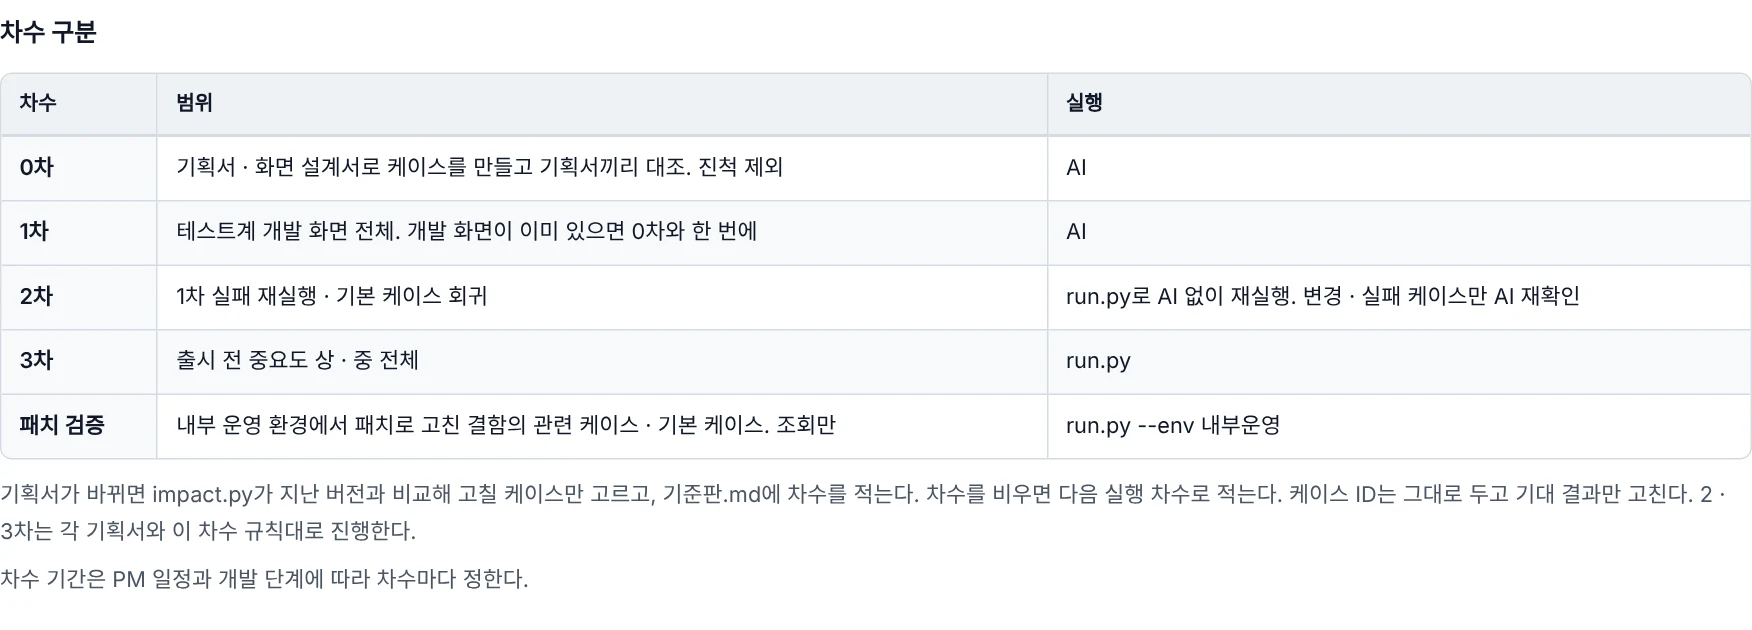 차수 구분
차수 범위 실행
0차 기획서 · 화면 설계서로 케이스를 만들고 기획서끼리 대조. 진척 제외 AI
1차 테스트계 개발 화면 전체. 개발 화면이 이미 있으면 0차와 한 번에 AI
2차 1차 실패 재실행 · 기본 케이스 회귀 run.py로 AI 없이 재실행. 변경 · 실패 케이스만 AI 재확인
3차 출시 전 중요도 상 · 중 전체 run.py
패치 검증 내부 운영 환경에서 패치로 고친 결함의 관련 케이스 · 기본 케이스. 조회만 run.py --env 내부운영
기획서가 바뀌면 impact.py가 지난 버전과 비교해 고칠 케이스만 고르고, 기준판.md에 차수를 적는다. 차수를 비우면 다음 실행 차수로 적는다. 케이스 ID는 그대로 두고 기대 결과만 고친다. 2 ·
3차는 각 기획서와 이 차수 규칙대로 진행한다.
차수 기간은 PM 일정과 개발 단계에 따라 차수마다 정한다.